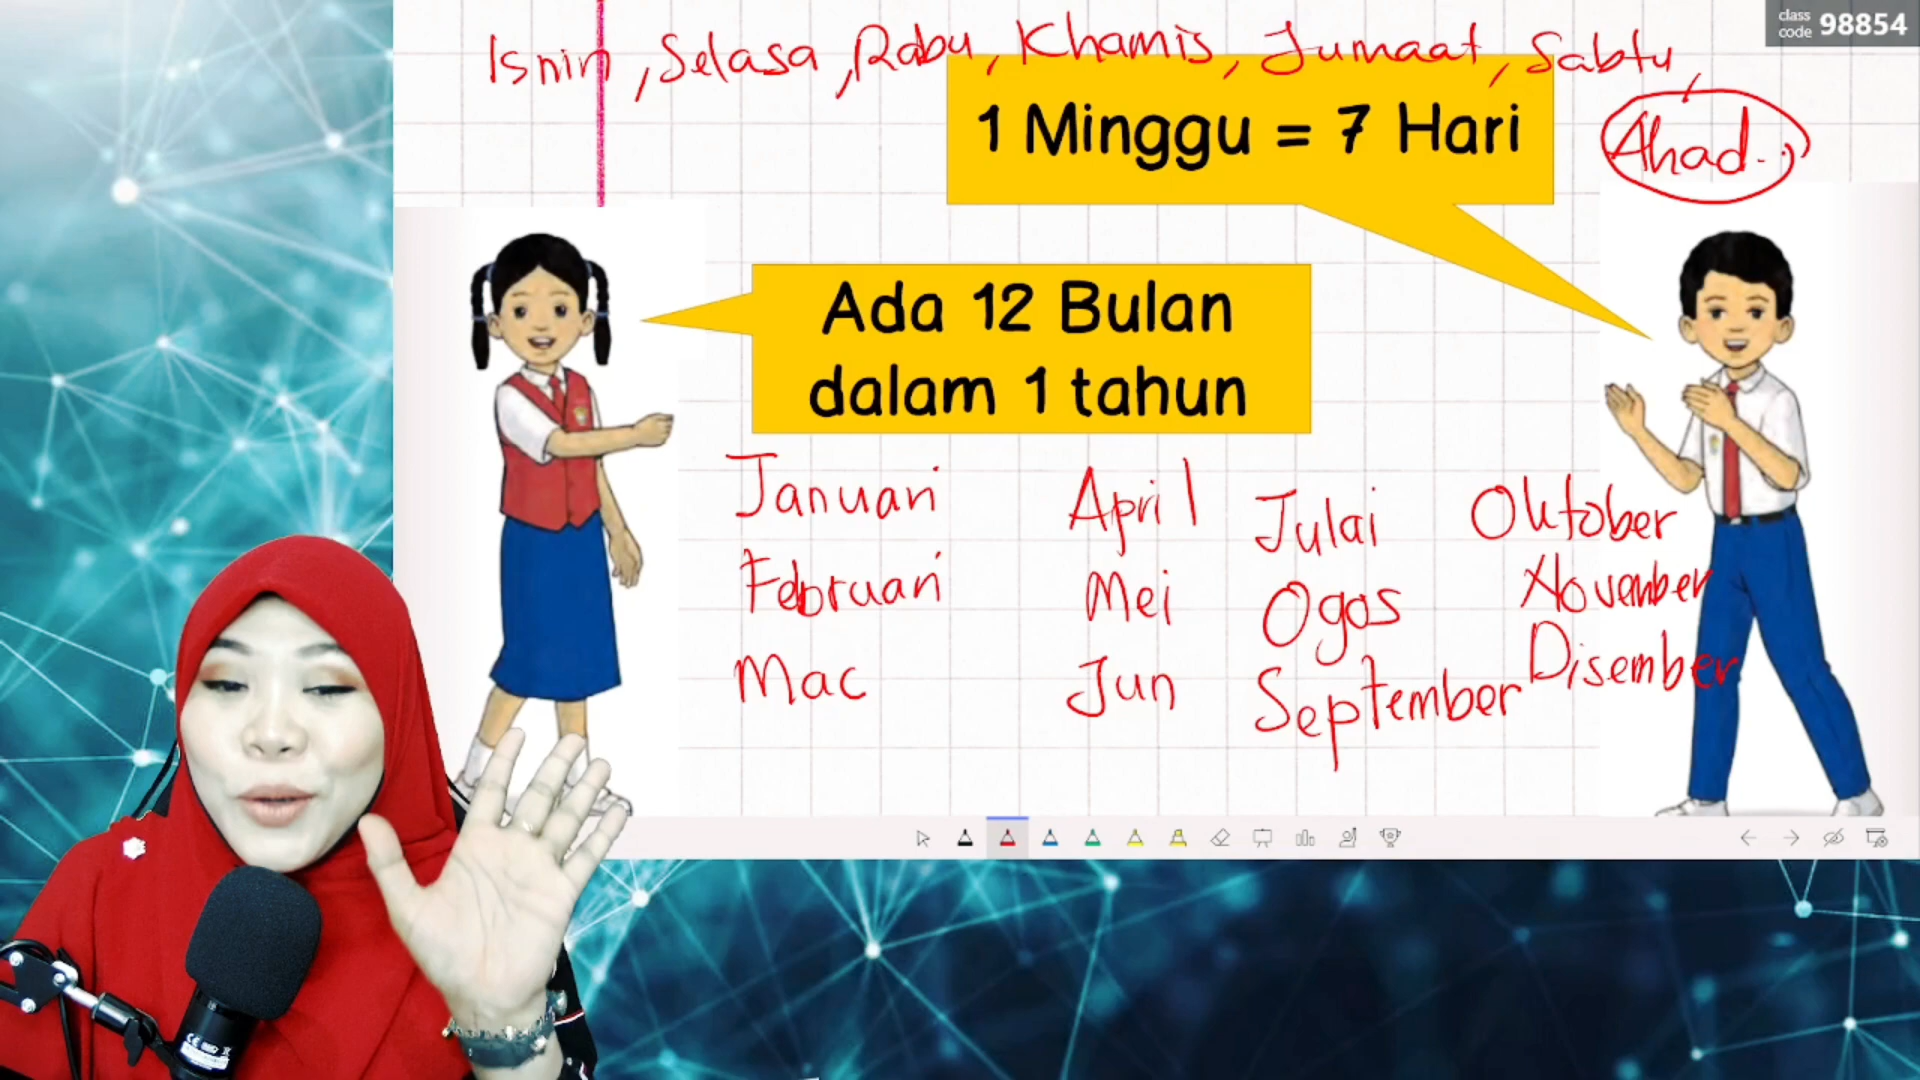 class code 98854
Isnin, Selasa, Rabu, Khamis, Jumaat, Sabtu,
Ahad.
1 Minggu = 7 Hari
Ada 12 Bulan
dalam 1 tahun
Januari April Julai Oktober
Februari Mei Ogos November
Mac Jun September Disember